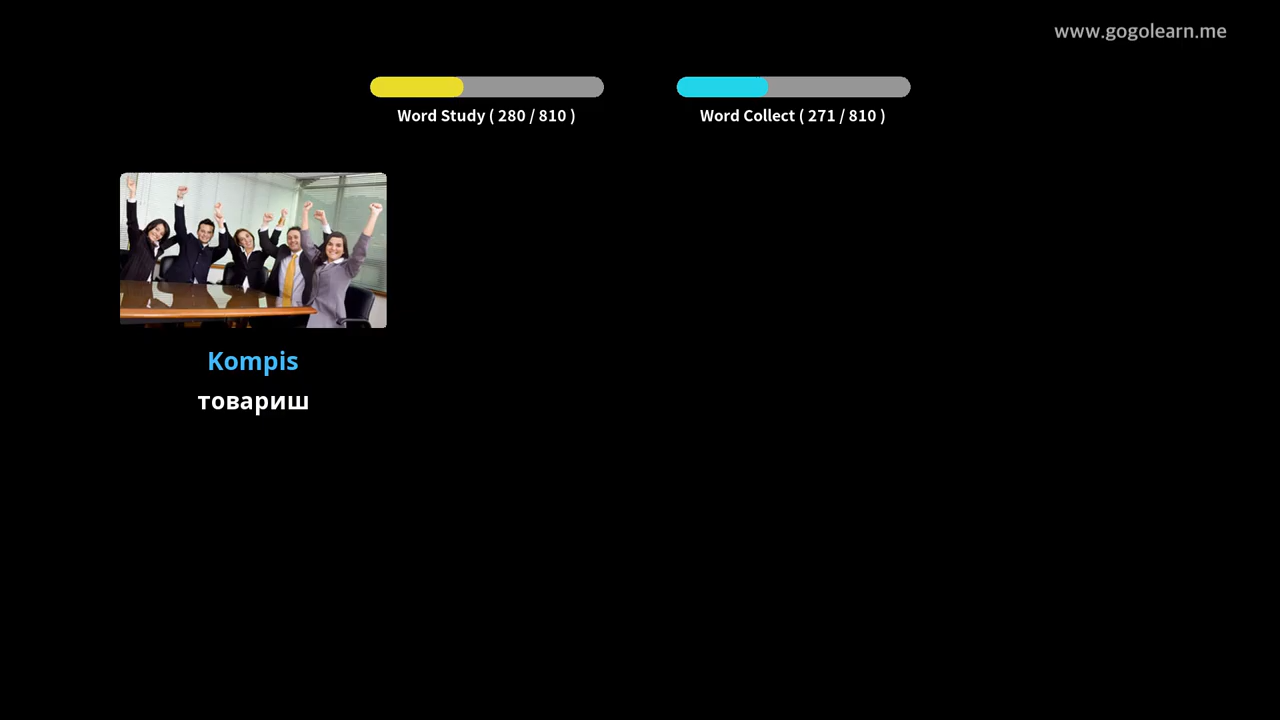 www.gogolearn.me
Word Study ( 280 / 810 )
Word Collect ( 271 / 810 )
Kompis
товариш